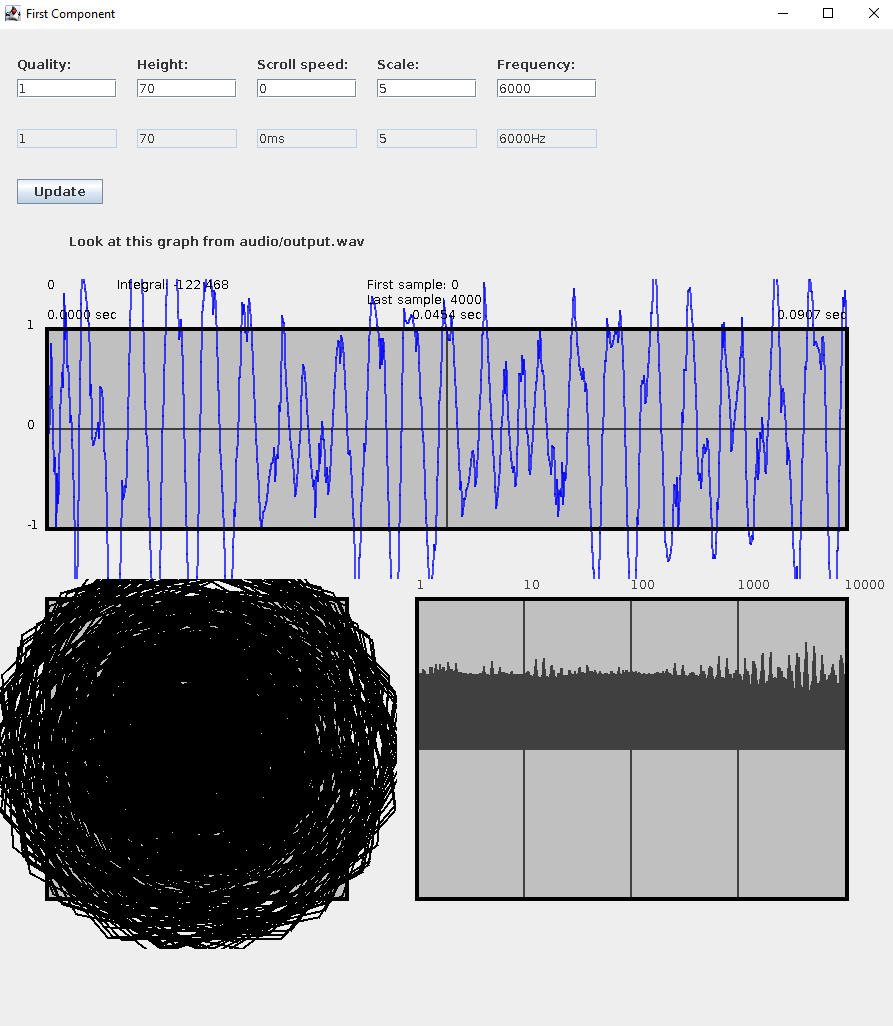 First Component
Quality: Height: Scroll speed: Scale: Frequency:
1 70 0 5 6000
1 70 0ms 5 6000Hz
Update
Look at this graph from audio/output.wav
0 Integral: -122.468 First sample: 0
Last sample: 4000
0.0000 sec 0.0454 sec 0.0907 sec
1
0
-1
1 10 100 1000 10000